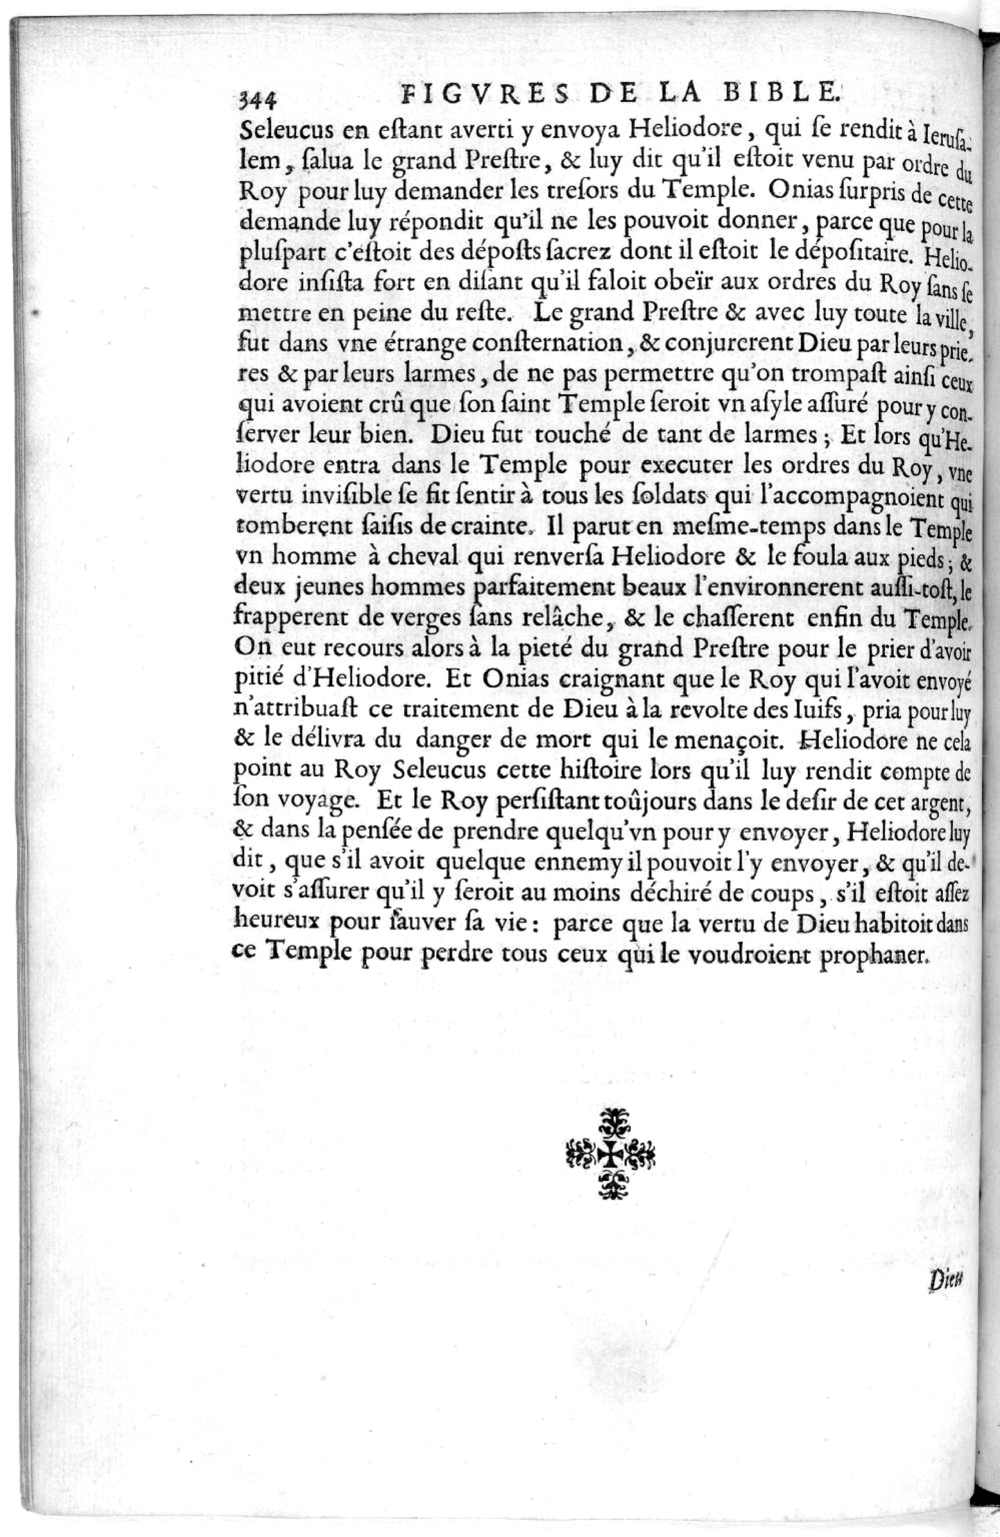 344 FIGVRES DE LA BIBLE.
Seleucus en eſtant averti y envoya Heliodore, qui ſe rendit à Ieruſa-
lem, ſalua le grand Preſtre, & luy dit qu'il eſtoit venu par ordre du
Roy pour luy demander les treſors du Temple. Onias ſurpris de cette
demande luy répondit qu'il ne les pouvoit donner, parce que pour la
pluſpart c'eſtoit des dépoſts ſacrez dont il eſtoit le dépoſitaire. Helio-
dore inſiſta fort en diſant qu'il faloit obeïr aux ordres du Roy ſans ſe
mettre en peine du reſte. Le grand Preſtre & avec luy toute la ville,
fut dans vne étrange conſternation, & conjurerent Dieu par leurs prie-
res & par leurs larmes, de ne pas permettre qu'on trompaſt ainſi ceux
qui avoient crû que ſon ſaint Temple ſeroit vn aſyle aſſuré pour y con-
ſerver leur bien. Dieu fut touché de tant de larmes; Et lors qu'He-
liodore entra dans le Temple pour executer les ordres du Roy, vne
vertu inviſible ſe fit ſentir à tous les ſoldats qui l'accompagnoient qui
tomberent ſaiſis de crainte. Il parut en meſme-temps dans le Temple
vn homme à cheval qui renverſa Heliodore & le foula aux pieds; &
deux jeunes hommes parfaitement beaux l'environnerent auſſi-toſt, le
frapperent de verges ſans relâche, & le chaſſerent enfin du Temple.
On eut recours alors à la pieté du grand Preſtre pour le prier d'avoir
pitié d'Heliodore. Et Onias craignant que le Roy qui l'avoit envoyé
n'attribuaſt ce traitement de Dieu à la revolte des Iuifs, pria pour luy
& le délivra du danger de mort qui le menaçoit. Heliodore ne cela
point au Roy Seleucus cette hiſtoire lors qu'il luy rendit compte de
ſon voyage. Et le Roy perſiſtant toûjours dans le deſir de cet argent,
& dans la penſée de prendre quelqu'vn pour y envoyer, Heliodore luy
dit, que s'il avoit quelque ennemy il pouvoit l'y envoyer, & qu'il de-
voit s'aſſurer qu'il y ſeroit au moins déchiré de coups, s'il eſtoit aſſez
heureux pour ſauver ſa vie: parce que la vertu de Dieu habitoit dans
ce Temple pour perdre tous ceux qui le voudroient prophaner.
Dieu